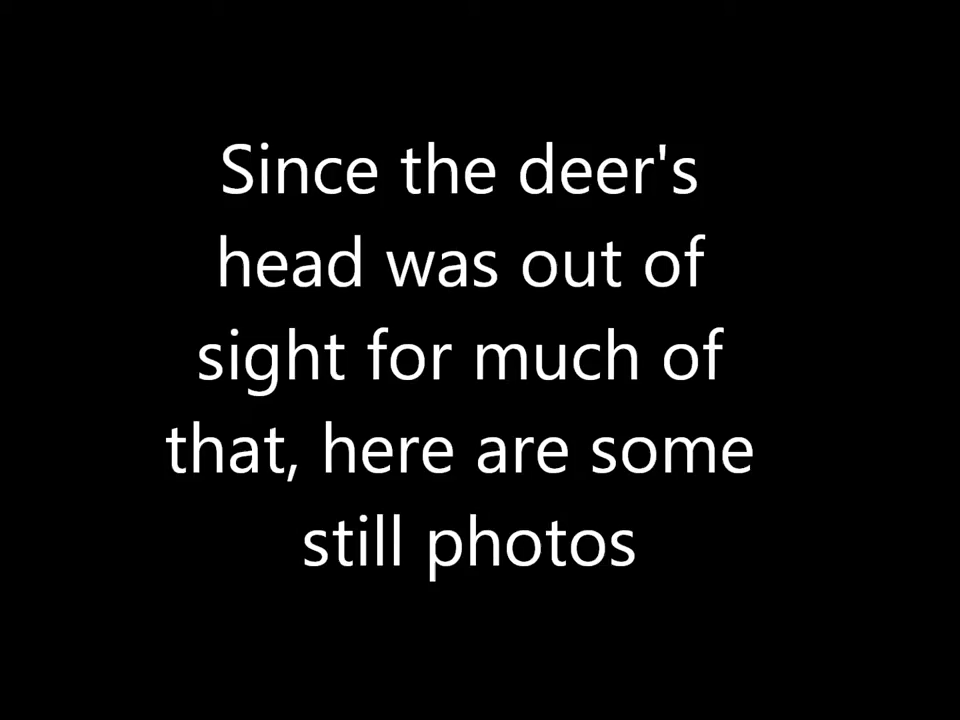 Since the deer's
head was out of
sight for much of
that, here are some
still photos